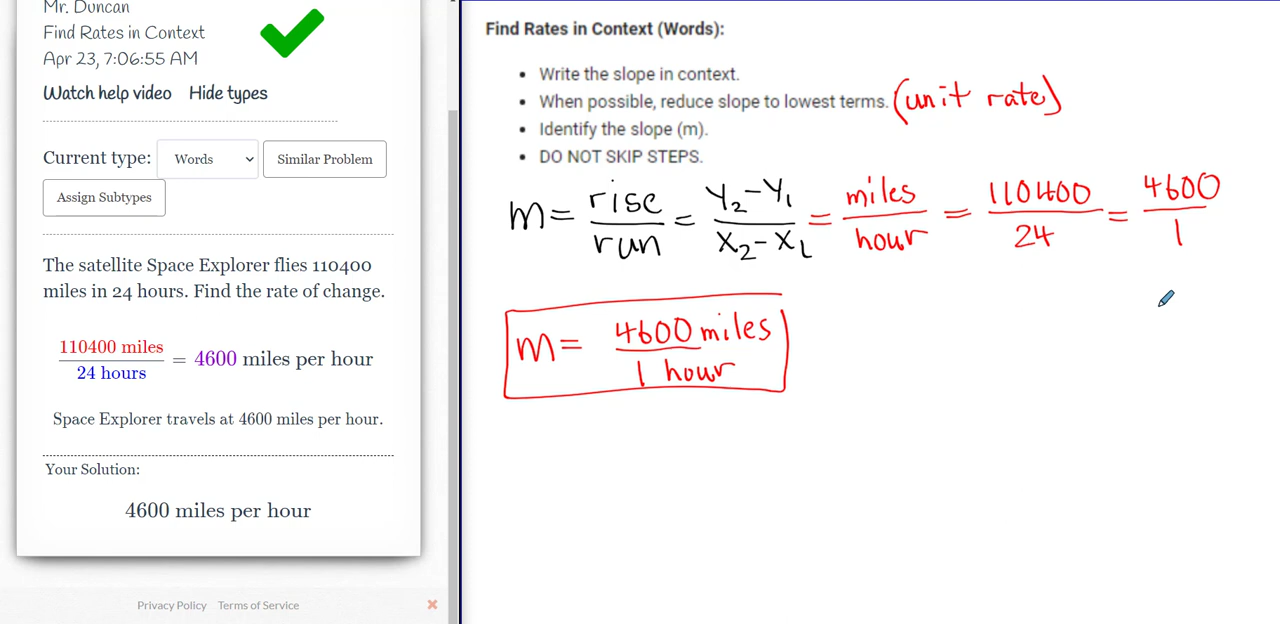 Mr. Duncan
Find Rates in Context
Apr 23, 7:06:55 AM
Watch help video Hide types
Current type: Words Similar Problem
Assign Subtypes
The satellite Space Explorer flies 110400
miles in 24 hours. Find the rate of change.
110400 miles
24 hours
= 4600 miles per hour
Space Explorer travels at 4600 miles per hour.
Your Solution:
4600 miles per hour
Privacy Policy Terms of Service
Find Rates in Context (Words):
• Write the slope in context.
• When possible, reduce slope to lowest terms. (unit rate)
• Identify the slope (m).
• DO NOT SKIP STEPS.
m = rise/run = Y₂-Y₁/X₂-X₁ = miles/hour = 110400/24 = 4600/1
m = 4600 miles/1 hour